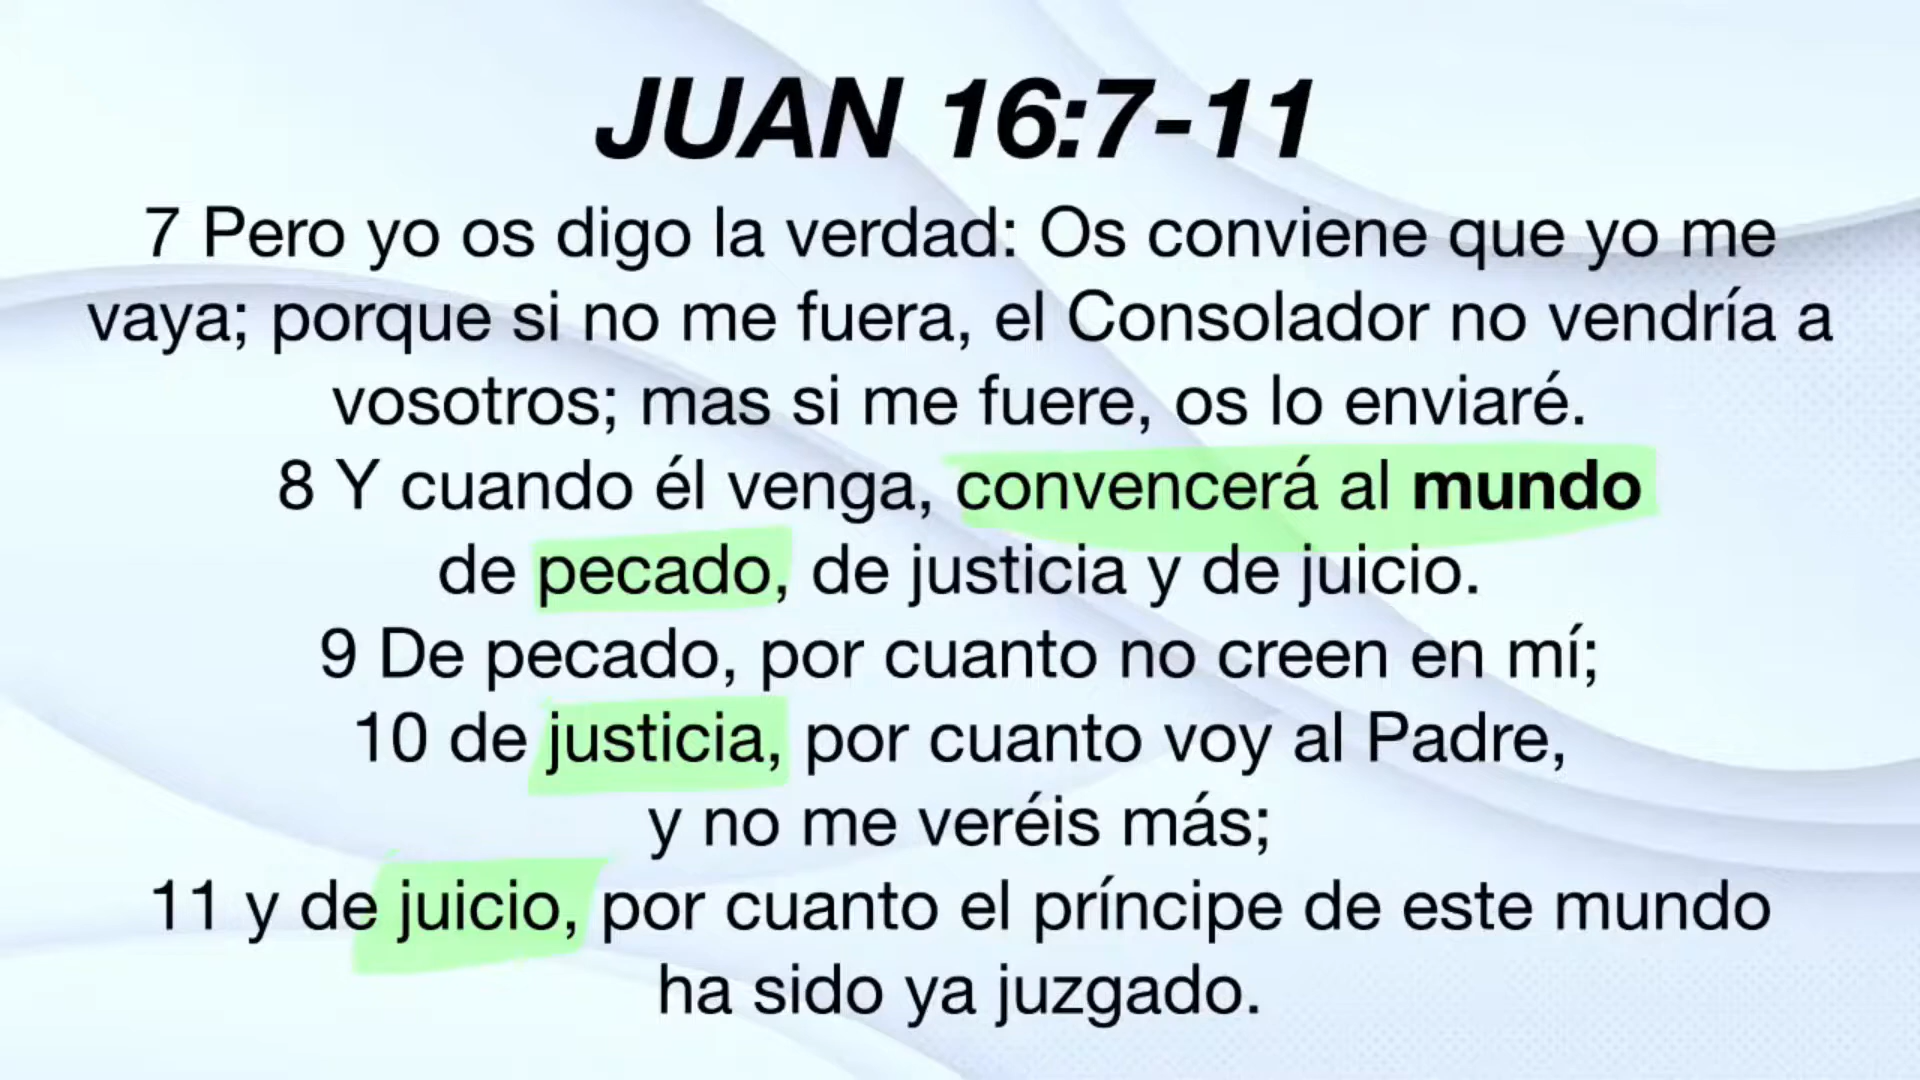 JUAN 16:7-11
7 Pero yo os digo la verdad: Os conviene que yo me
vaya; porque si no me fuera, el Consolador no vendría a
vosotros; mas si me fuere, os lo enviaré.
8 Y cuando él venga, convencerá al mundo
de pecado, de justicia y de juicio.
9 De pecado, por cuanto no creen en mí;
10 de justicia, por cuanto voy al Padre,
y no me veréis más;
11 y de juicio, por cuanto el príncipe de este mundo
ha sido ya juzgado.